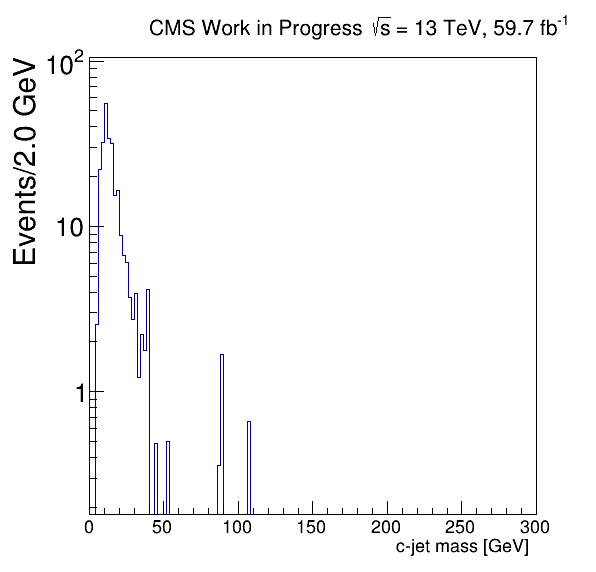 CMS Work in Progress √s = 13 TeV, 59.7 fb⁻¹
Events/2.0 GeV
10²
10
1
0 50 100 150 200 250 300
c-jet mass [GeV]